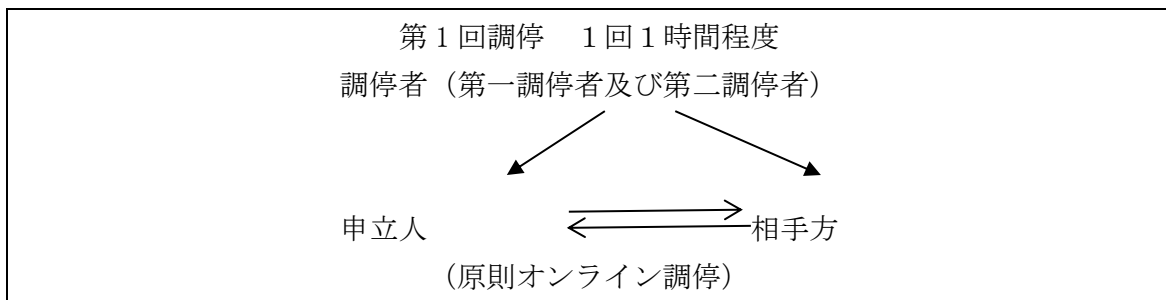 第１回調停　１回１時間程度
調停者（第一調停者及び第二調停者）
申立人　相手方
（原則オンライン調停）